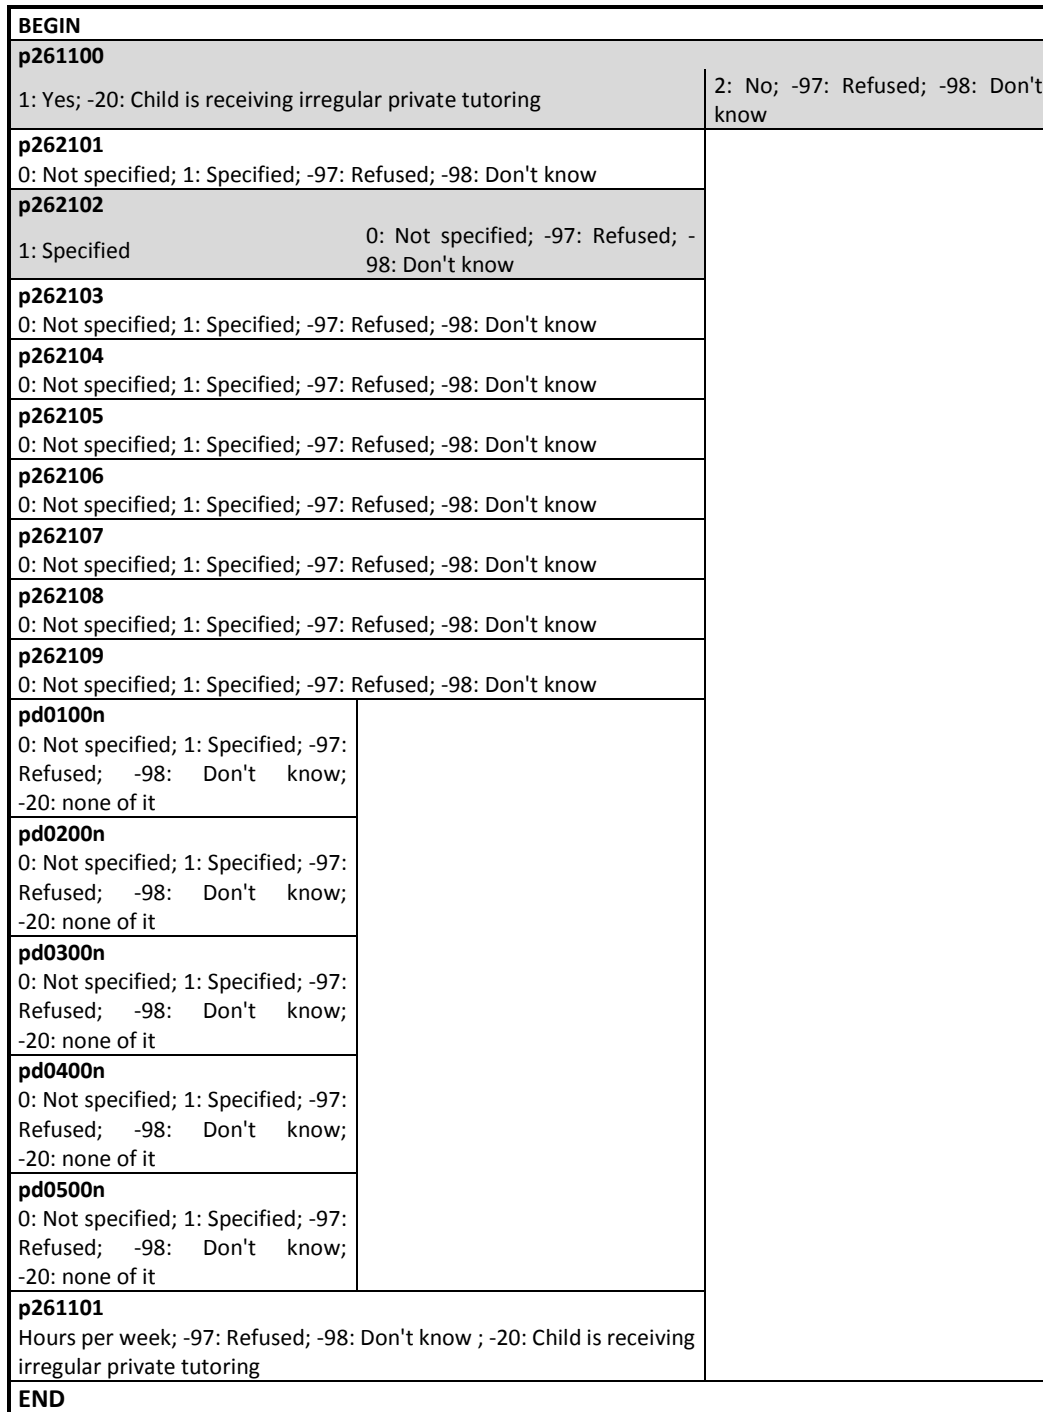 BEGIN
p261100
1: Yes; -20: Child is receiving irregular private tutoring
2: No; -97: Refused; -98: Don't
know
p262101
0: Not specified; 1: Specified; -97: Refused; -98: Don't know
p262102
1: Specified
0: Not specified; -97: Refused; -
98: Don't know
p262103
0: Not specified; 1: Specified; -97: Refused; -98: Don't know
p262104
0: Not specified; 1: Specified; -97: Refused; -98: Don't know
p262105
0: Not specified; 1: Specified; -97: Refused; -98: Don't know
p262106
0: Not specified; 1: Specified; -97: Refused; -98: Don't know
p262107
0: Not specified; 1: Specified; -97: Refused; -98: Don't know
p262108
0: Not specified; 1: Specified; -97: Refused; -98: Don't know
p262109
0: Not specified; 1: Specified; -97: Refused; -98: Don't know
pd0100n
0: Not specified; 1: Specified; -97:
Refused; -98: Don't know;
-20: none of it
pd0200n
0: Not specified; 1: Specified; -97:
Refused; -98: Don't know;
-20: none of it
pd0300n
0: Not specified; 1: Specified; -97:
Refused; -98: Don't know;
-20: none of it
pd0400n
0: Not specified; 1: Specified; -97:
Refused; -98: Don't know;
-20: none of it
pd0500n
0: Not specified; 1: Specified; -97:
Refused; -98: Don't know;
-20: none of it
p261101
Hours per week; -97: Refused; -98: Don't know ; -20: Child is receiving
irregular private tutoring
END